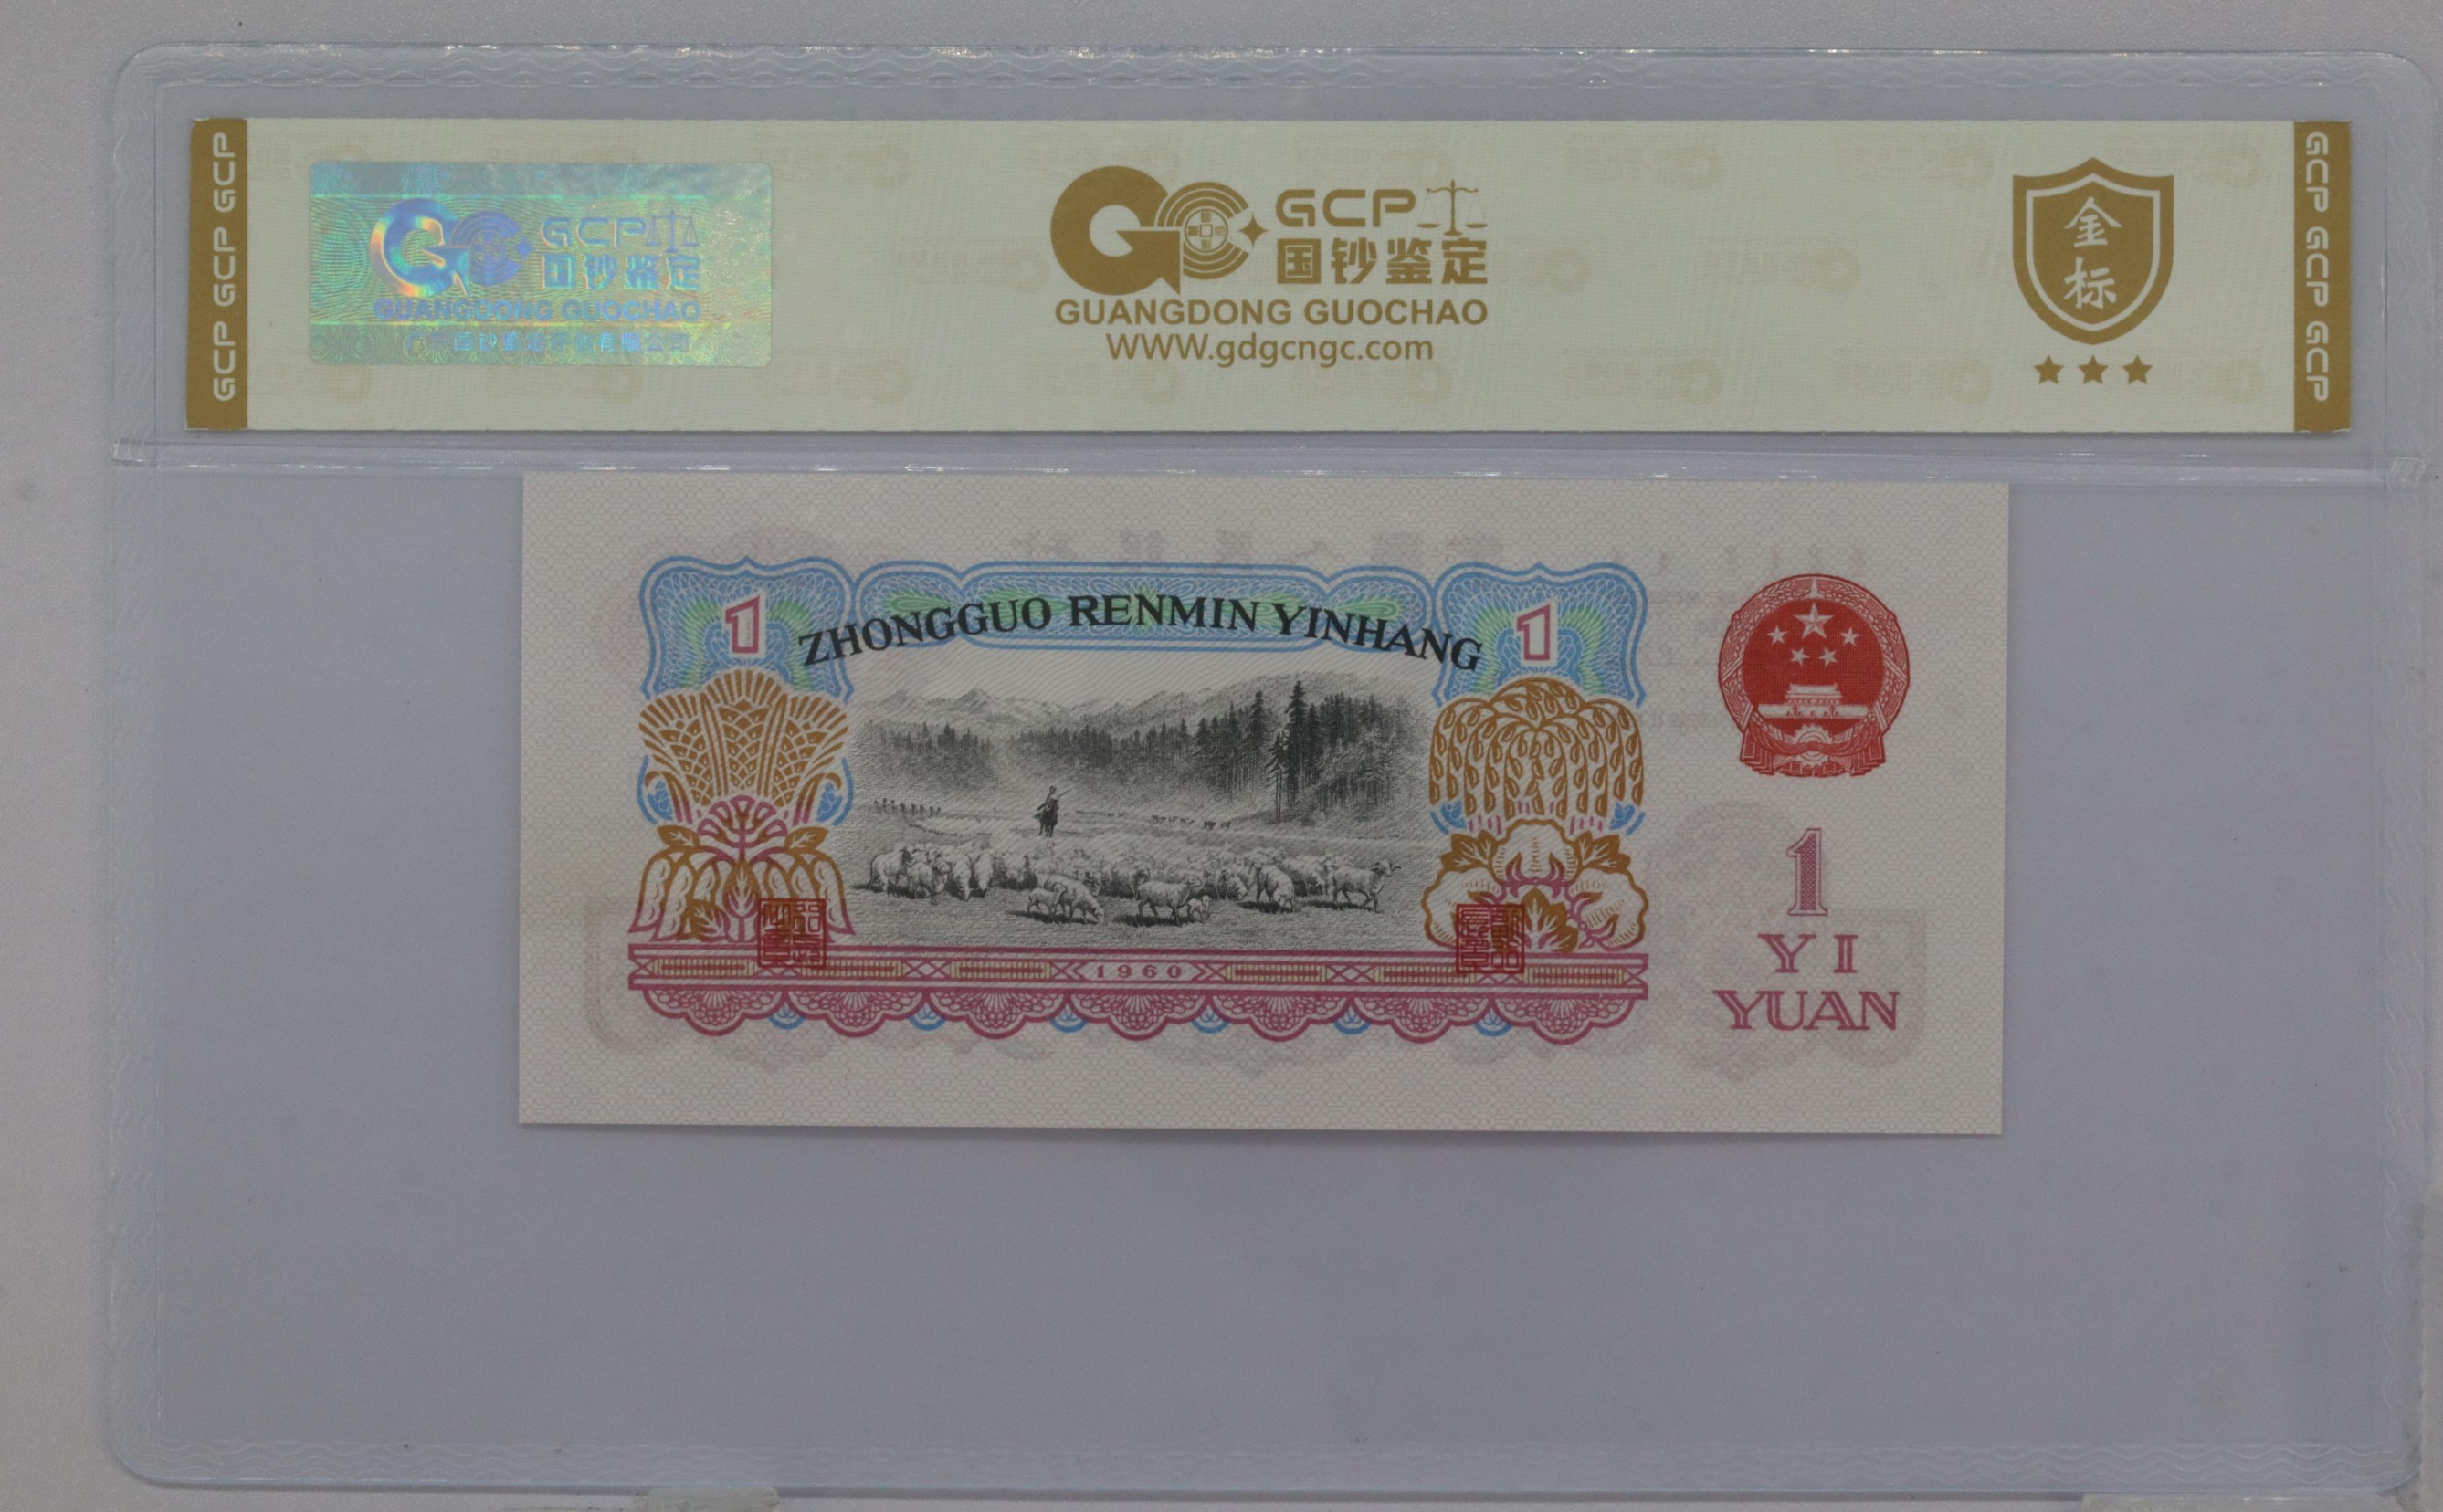 GCP GCP GCP
GCP
国钞鉴定
GUANGDONG GUOCHAO
GCP
国钞鉴定
GUANGDONG GUOCHAO
WWW.gdgcngc.com
金
标
GCP GCP GCP
1
ZHONGGUO RENMIN YINHANG
1
1960
1
YI
YUAN